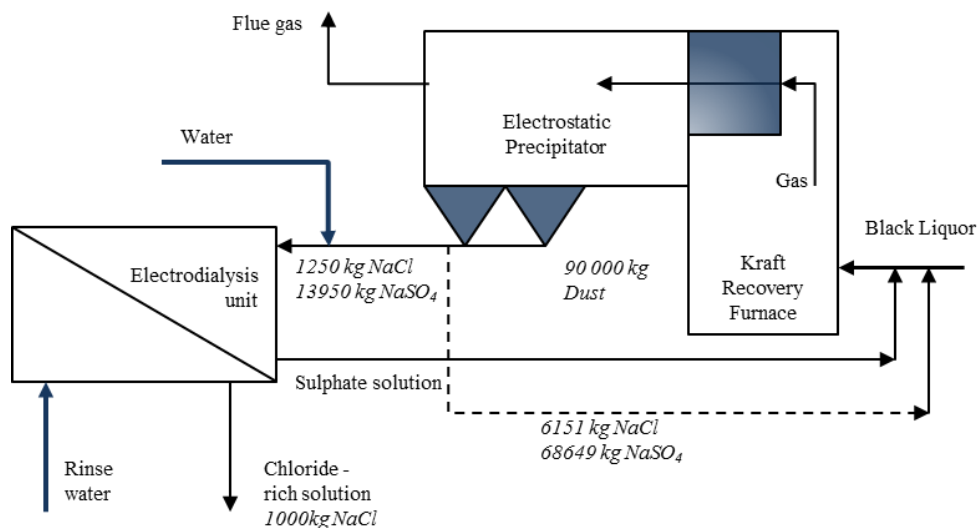 Flue gas
Water
Electrostatic
Precipitator
Gas
Black Liquor
Electrodialysis
unit
1250 kg NaCl
13950 kg NaSO₄
90 000 kg
Dust
Kraft
Recovery
Furnace
Sulphate solution
6151 kg NaCl
68649 kg NaSO₄
Rinse
water
Chloride -
rich solution
1000kg NaCl